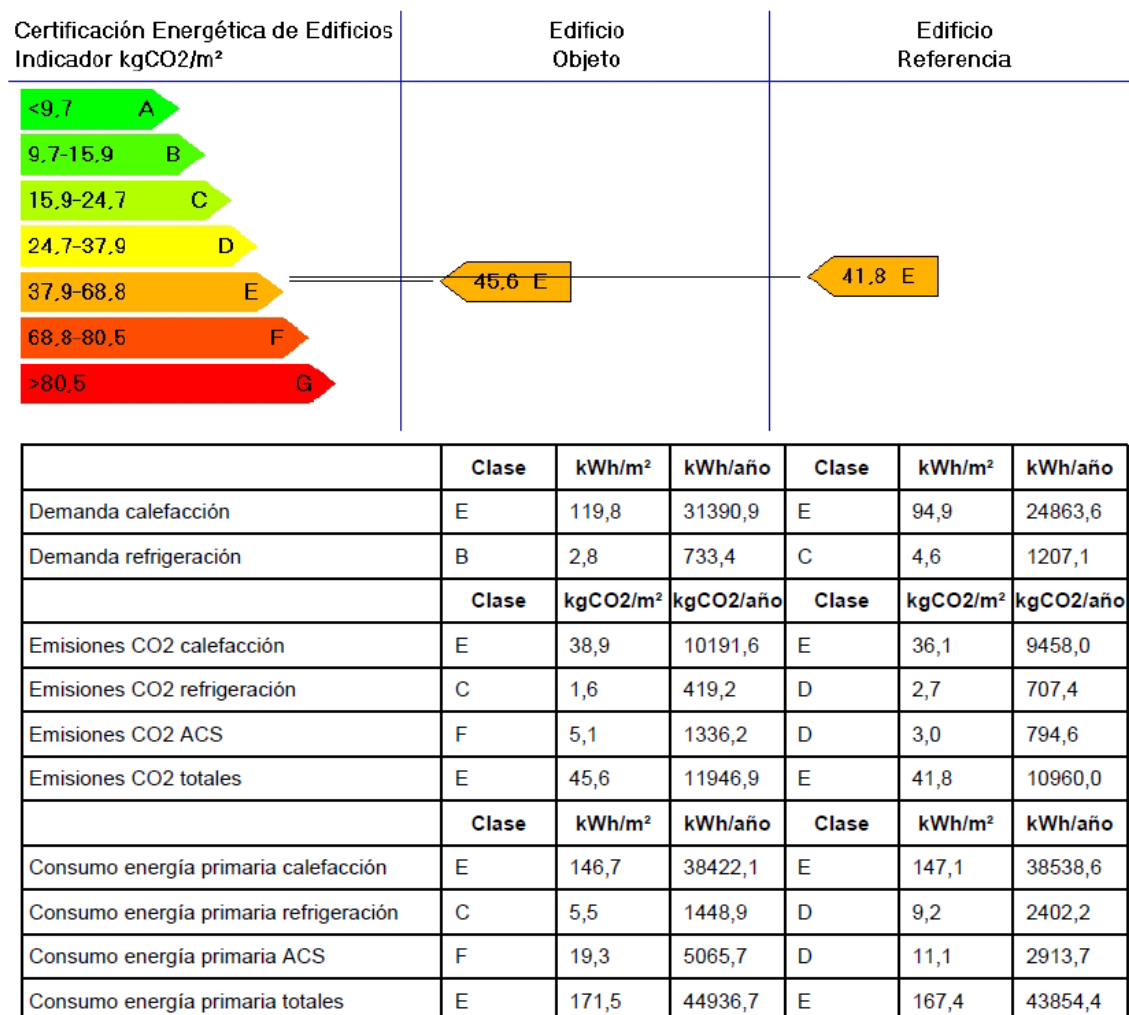 Certificación Energética de Edificios
Indicador kgCO2/m²
Edificio
Objeto
Edificio
Referencia
<9,7 A
9,7-15,9 B
15,9-24,7 C
24,7-37,9 D
37,9-68,8 E
68,8-80,5 F
>80,5 G
45,6 E
41,8 E
Clase kWh/m² kWh/año Clase kWh/m² kWh/año
Demanda calefacción E 119,8 31390,9 E 94,9 24863,6
Demanda refrigeración B 2,8 733,4 C 4,6 1207,1
Clase kgCO2/m² kgCO2/año Clase kgCO2/m² kgCO2/año
Emisiones CO2 calefacción E 38,9 10191,6 E 36,1 9458,0
Emisiones CO2 refrigeración C 1,6 419,2 D 2,7 707,4
Emisiones CO2 ACS F 5,1 1336,2 D 3,0 794,6
Emisiones CO2 totales E 45,6 11946,9 E 41,8 10960,0
Clase kWh/m² kWh/año Clase kWh/m² kWh/año
Consumo energía primaria calefacción E 146,7 38422,1 E 147,1 38538,6
Consumo energía primaria refrigeración C 5,5 1448,9 D 9,2 2402,2
Consumo energía primaria ACS F 19,3 5065,7 D 11,1 2913,7
Consumo energía primaria totales E 171,5 44936,7 E 167,4 43854,4